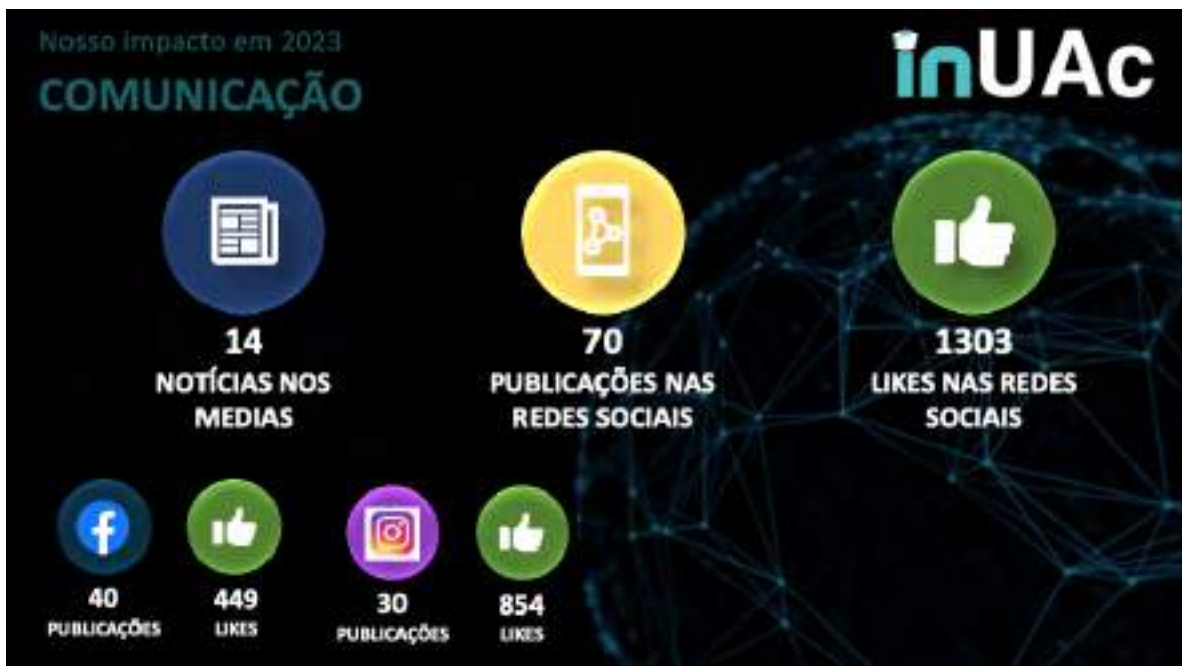 Nosso impacto em 2023
COMUNICAÇÃO
inUAc
14
NOTÍCIAS NOS
MEDIAS
70
PUBLICAÇÕES NAS
REDES SOCIAIS
1303
LIKES NAS REDES
SOCIAIS
40
PUBLICAÇÕES
449
LIKES
30
PUBLICAÇÕES
854
LIKES